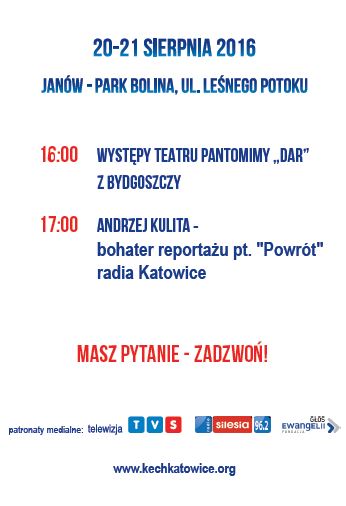 20-21 SIERPNIA 2016
JANÓW - PARK BOLINA, UL. LEŚNEGO POTOKU
16:00 WYSTĘPY TEATRU PANTOMIMY „DAR”
Z BYDGOSZCZY
17:00 ANDRZEJ KULITA -
bohater reportażu pt. "Powrót"
radia Katowice
MASZ PYTANIE - ZADZWOŃ!
patronaty medialne: telewizja TVS radio silesia 96.2 GŁOS EWANGELII FUNDACJA
www.kechkatowice.org